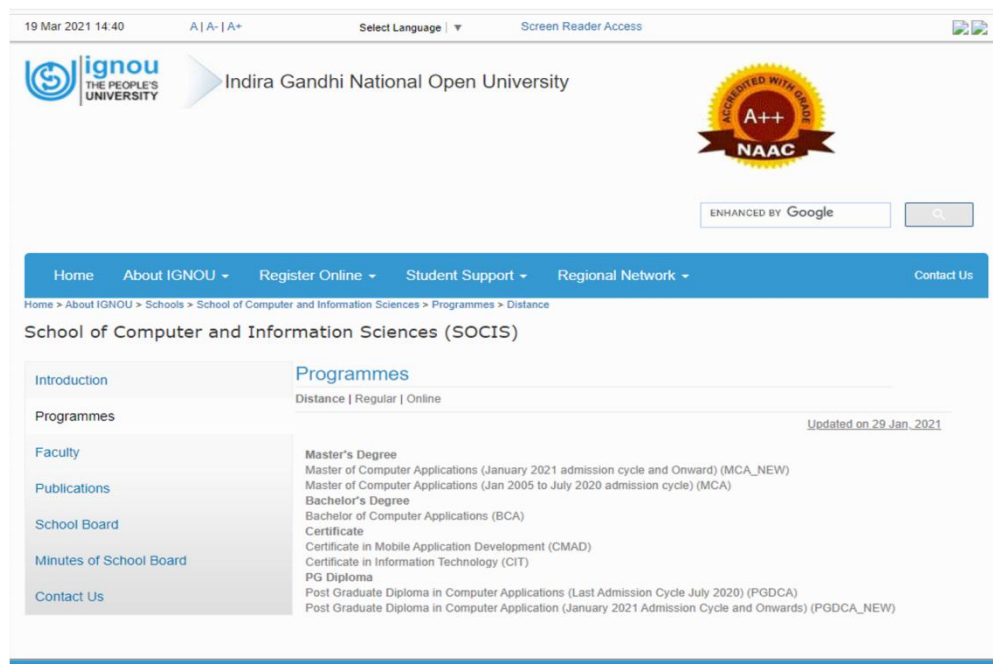 19 Mar 2021 14:40 A | A- | A+ Select Language ▼ Screen Reader Access
ignou
THE PEOPLE'S
UNIVERSITY
Indira Gandhi National Open University
ACCREDITED WITH GRADE
A++
NAAC
ENHANCED BY Google
Home About IGNOU Register Online Student Support Regional Network Contact Us
Home > About IGNOU > Schools > School of Computer and Information Sciences > Programmes > Distance
School of Computer and Information Sciences (SOCIS)
Introduction
Programmes
Faculty
Publications
School Board
Minutes of School Board
Contact Us
Programmes
Distance | Regular | Online
Updated on 29 Jan, 2021
Master's Degree
Master of Computer Applications (January 2021 admission cycle and Onward) (MCA_NEW)
Master of Computer Applications (Jan 2005 to July 2020 admission cycle) (MCA)
Bachelor's Degree
Bachelor of Computer Applications (BCA)
Certificate
Certificate in Mobile Application Development (CMAD)
Certificate in Information Technology (CIT)
PG Diploma
Post Graduate Diploma in Computer Applications (Last Admission Cycle July 2020) (PGDCA)
Post Graduate Diploma in Computer Application (January 2021 Admission Cycle and Onwards) (PGDCA_NEW)